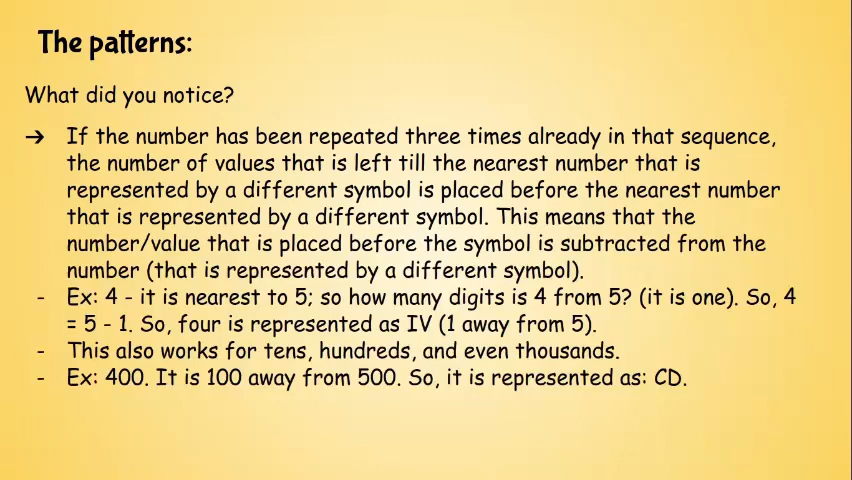 The patterns:
What did you notice?
➔ If the number has been repeated three times already in that sequence,
the number of values that is left till the nearest number that is
represented by a different symbol is placed before the nearest number
that is represented by a different symbol. This means that the
number/value that is placed before the symbol is subtracted from the
number (that is represented by a different symbol).
- Ex: 4 - it is nearest to 5; so how many digits is 4 from 5? (it is one). So, 4
= 5 - 1. So, four is represented as IV (1 away from 5).
- This also works for tens, hundreds, and even thousands.
- Ex: 400. It is 100 away from 500. So, it is represented as: CD.